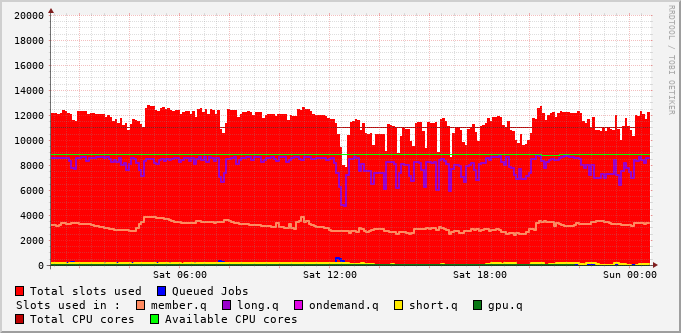 20000
18000
16000
14000
12000
10000
8000
6000
4000
2000
0
Sat 06:00 Sat 12:00 Sat 18:00 Sun 00:00
Total slots used Queued Jobs
Slots used in : member.q long.q ondemand.q short.q gpu.q
Total CPU cores Available CPU cores
RRDTOOL / TOBI OETIKER